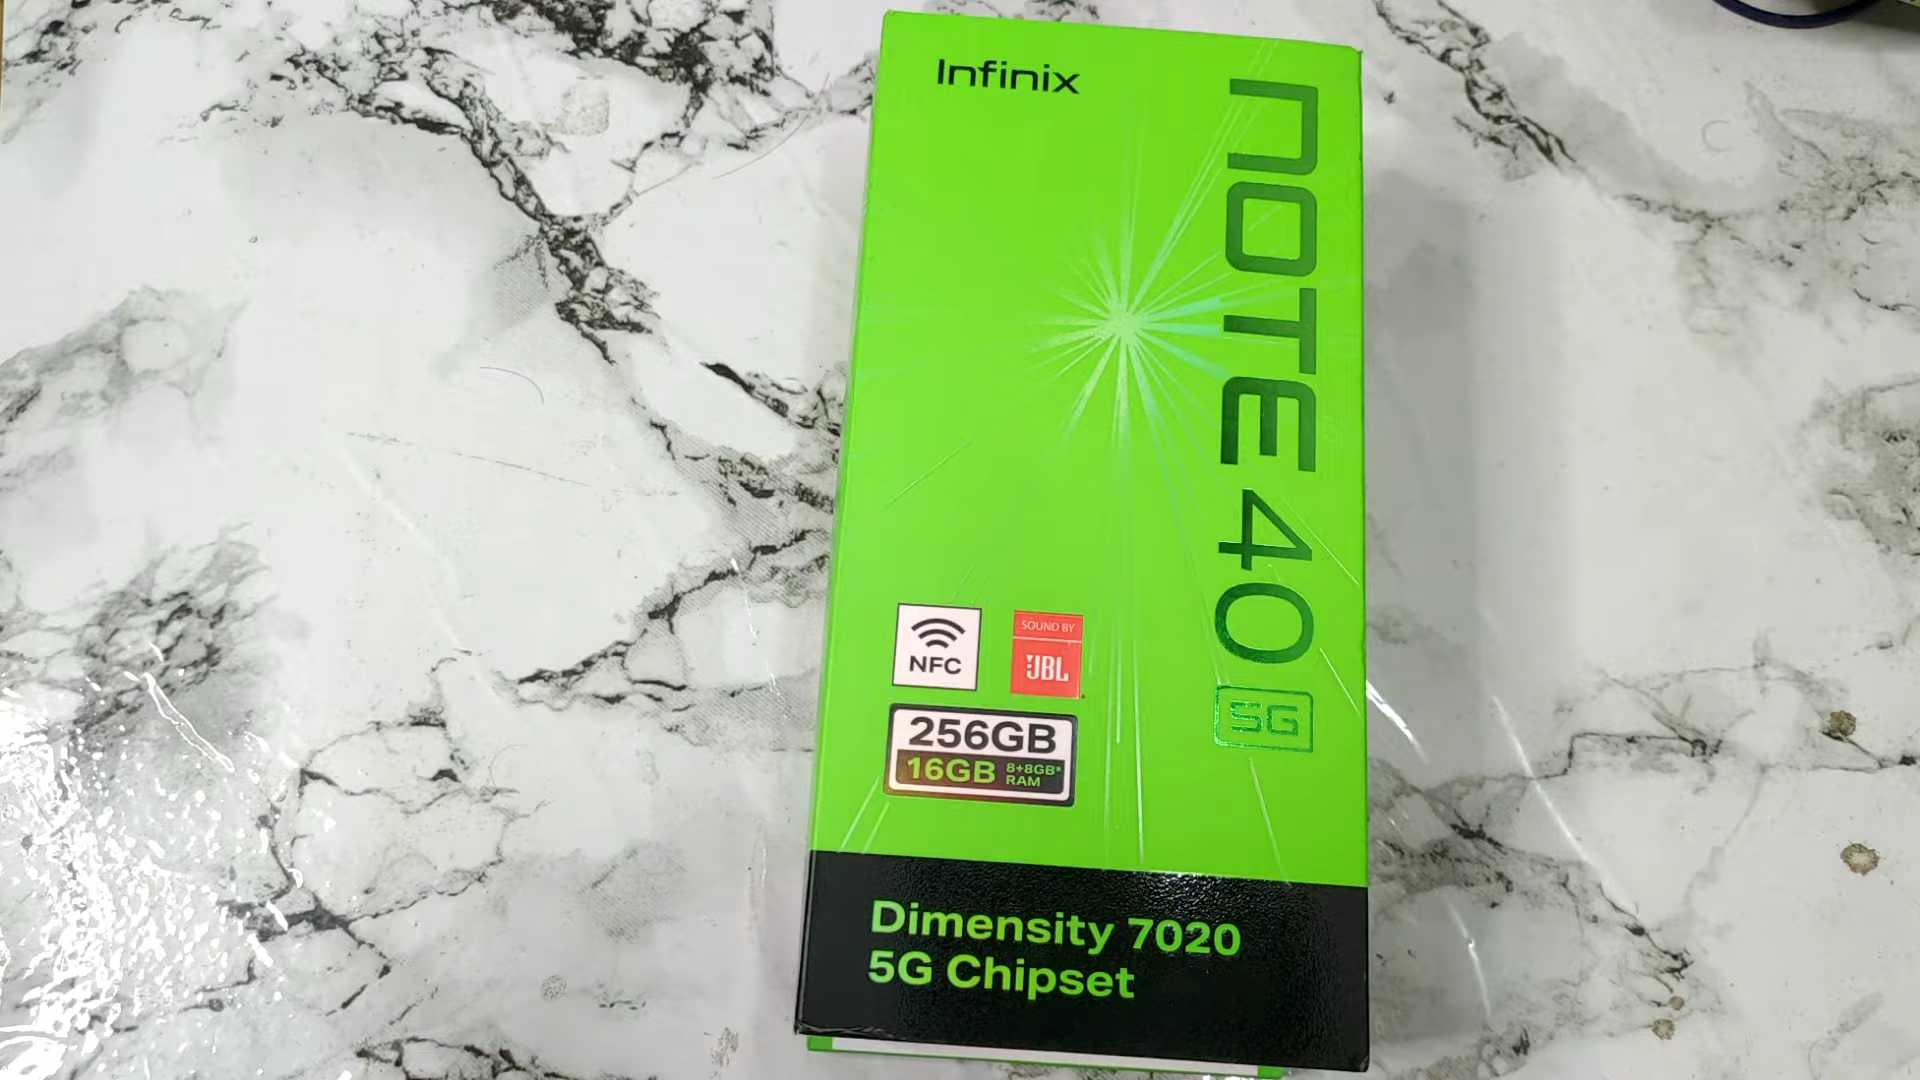 Infinix
NOTE 40 5G
NFC
SOUND BY
JBL
256GB
16GB 8+8GB*
RAM
Dimensity 7020
5G Chipset